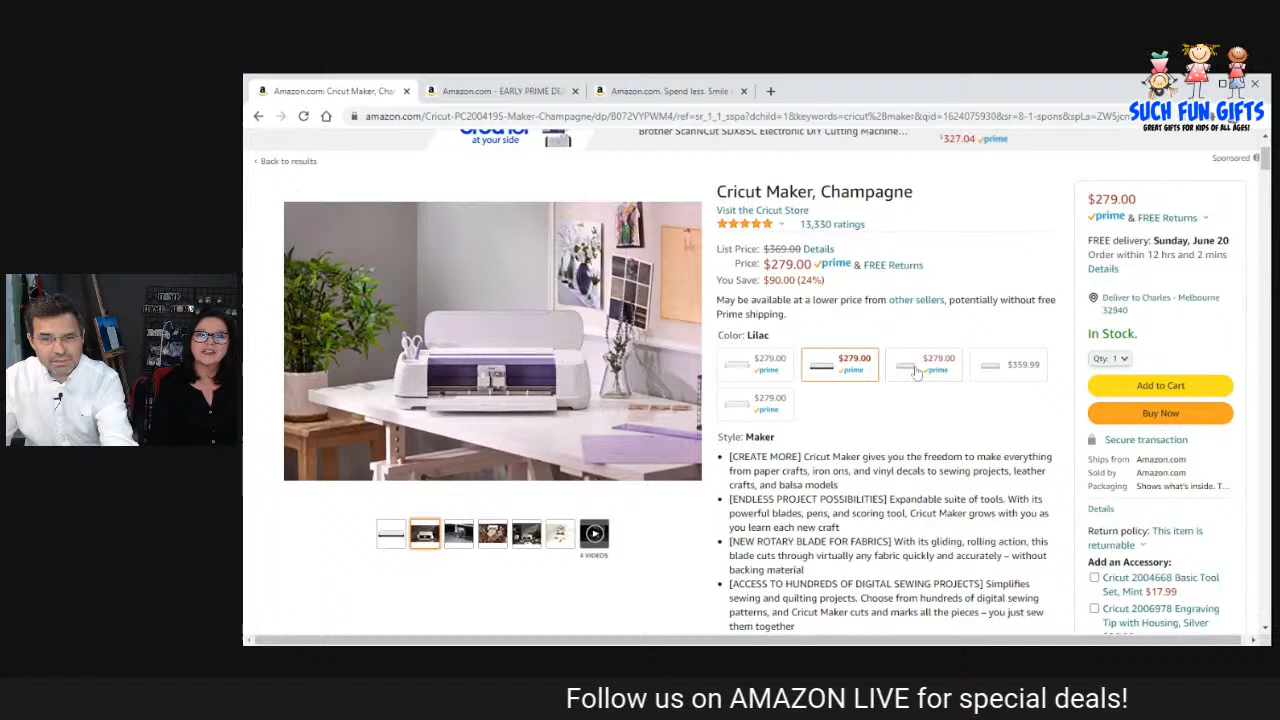 SUCH FUN GIFTS
GREAT GIFTS FOR KIDS OF ALL AGES!
Amazon.com: Cricut Maker, Cha
Amazon.com - EARLY PRIME DE
Amazon.com. Spend less. Smile
amazon.com/Cricut-PC2004195-Maker-Champagne/dp/B072VYPWM4/ref=sr_1_1_sspa?dchild=1&keywords=cricut%2Bmaker&qid=1624075930&sr=8-1-spons&spLa=ZW5jcn
at your side
Brother ScanNCut SDX85C Electronic DIY Cutting Machine...
$327.04 prime
Back to results
Sponsored
Cricut Maker, Champagne
Visit the Cricut Store
13,330 ratings
List Price: $369.00 Details
Price: $279.00 prime & FREE Returns
You Save: $90.00 (24%)
May be available at a lower price from other sellers, potentially without free
Prime shipping.
Color: Lilac
$279.00 prime
$279.00 prime
$279.00 prime
$359.99
$279.00 prime
Style: Maker
• [CREATE MORE] Cricut Maker gives you the freedom to make everything
from paper crafts, iron ons, and vinyl decals to sewing projects, leather
crafts, and balsa models
• [ENDLESS PROJECT POSSIBILITIES] Expandable suite of tools. With its
powerful blades, pens, and scoring tool, Cricut Maker grows with you as
you learn each new craft
• [NEW ROTARY BLADE FOR FABRICS] With its gliding, rolling action, this
blade cuts through virtually any fabric quickly and accurately – without
backing material
• [ACCESS TO HUNDREDS OF DIGITAL SEWING PROJECTS] Simplifies
sewing and quilting projects. Choose from hundreds of digital sewing
patterns, and Cricut Maker cuts and marks all the pieces – you just sew
them together
4 VIDEOS
$279.00
prime & FREE Returns
FREE delivery: Sunday, June 20
Order within 12 hrs and 2 mins
Details
Deliver to Charles - Melbourne
32940
In Stock.
Qty: 1
Add to Cart
Buy Now
Secure transaction
Ships from Amazon.com
Sold by Amazon.com
Packaging Shows what's inside. T...
Details
Return policy: This item is
returnable
Add an Accessory:
Cricut 2004668 Basic Tool
Set, Mint $17.99
Cricut 2006978 Engraving
Tip with Housing, Silver
Follow us on AMAZON LIVE for special deals!